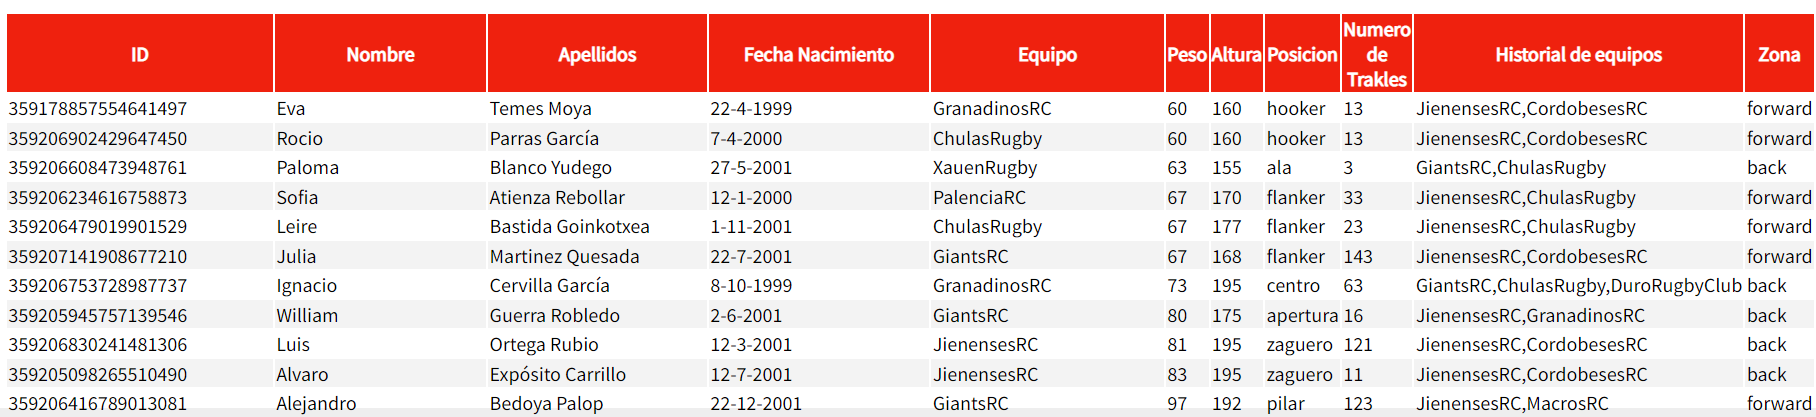 ID Nombre Apellidos Fecha Nacimiento Equipo Peso Altura Posicion Numero de Trakles Historial de equipos Zona
359178857554641497 Eva Temes Moya 22-4-1999 GranadinosRC 60 160 hooker 13 JienensesRC,CordobesesRC forward
359206902429647450 Rocio Parras García 7-4-2000 ChulasRugby 60 160 hooker 13 JienensesRC,CordobesesRC forward
359206608473948761 Paloma Blanco Yudego 27-5-2001 XauenRugby 63 155 ala 3 GiantsRC,ChulasRugby back
359206234616758873 Sofia Atienza Rebollar 12-1-2000 PalenciaRC 67 170 flanker 33 JienensesRC,ChulasRugby forward
359206479019901529 Leire Bastida Goinkotxea 1-11-2001 ChulasRugby 67 177 flanker 23 JienensesRC,ChulasRugby forward
359207141908677210 Julia Martinez Quesada 22-7-2001 GiantsRC 67 168 flanker 143 JienensesRC,CordobesesRC forward
359206753728987737 Ignacio Cervilla García 8-10-1999 GranadinosRC 73 195 centro 63 GiantsRC,ChulasRugby,DuroRugbyClub back
359205945757139546 William Guerra Robledo 2-6-2001 GiantsRC 80 175 apertura 16 JienensesRC,GranadinosRC back
359206830241481306 Luis Ortega Rubio 12-3-2001 JienensesRC 81 195 zaguero 121 JienensesRC,CordobesesRC back
359205098265510490 Alvaro Expósito Carrillo 12-7-2001 JienensesRC 83 195 zaguero 11 JienensesRC,CordobesesRC back
359206416789013081 Alejandro Bedoya Palop 22-12-2001 GiantsRC 97 192 pilar 123 JienensesRC,MacrosRC forward